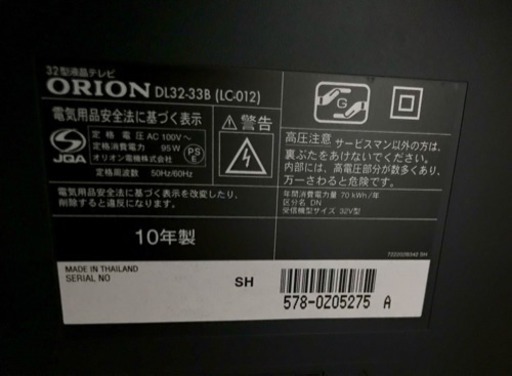 32型液晶テレビ
ORION DL32-33B (LC-012)
電気用品安全法に基づく表示
JQA
定格電圧 AC 100V~
定格消費電力 95W
オリオン電機株式会社
定格周波数 50Hz/60Hz
PS
E
電気用品安全法に基づく表示を改変したり、
削除すると違反になります。
警告
G
高圧注意 サービスマン以外の方は、
裏ぶたをあけないでください。
内部には、高電圧部分が数多くあり、
万一さわると危険です。
年間消費電力量 70 kWh/年
区分名 DN
受信機型サイズ 32V型
10年製
MADE IN THAILAND
SERIAL NO
SH
578-0Z05275 A